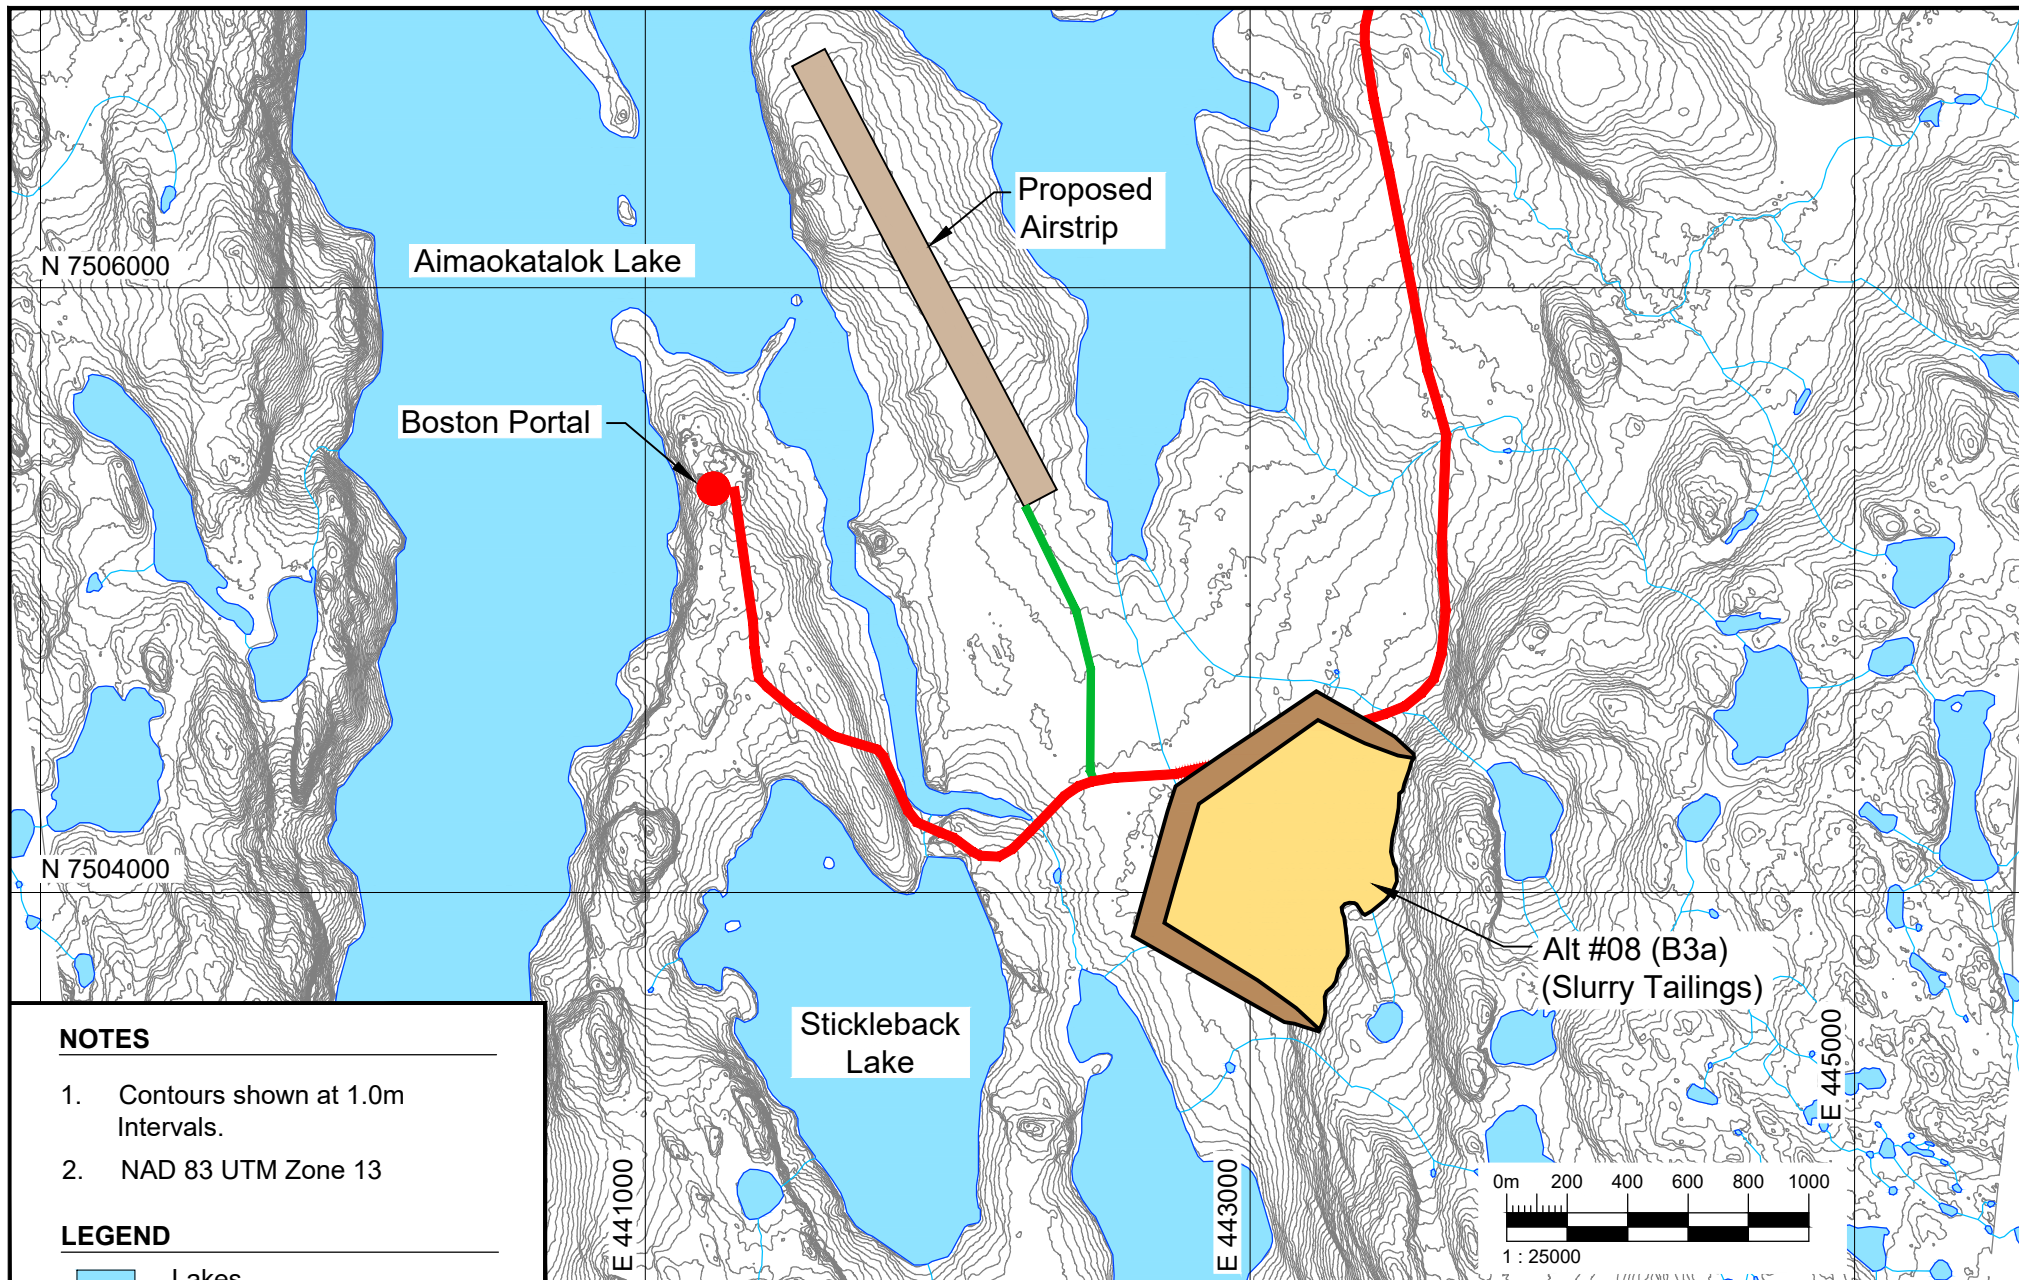 Proposed
Airstrip
N 7506000
Aimaokatalok Lake
Boston Portal
N 7504000
Alt #08 (B3a)
(Slurry Tailings)
Stickleback
Lake
E 441000
E 443000
E 445000
NOTES
1. Contours shown at 1.0m
Intervals.
2. NAD 83 UTM Zone 13
LEGEND
Lakes
0m 200 400 600 800 1000
1 : 25000